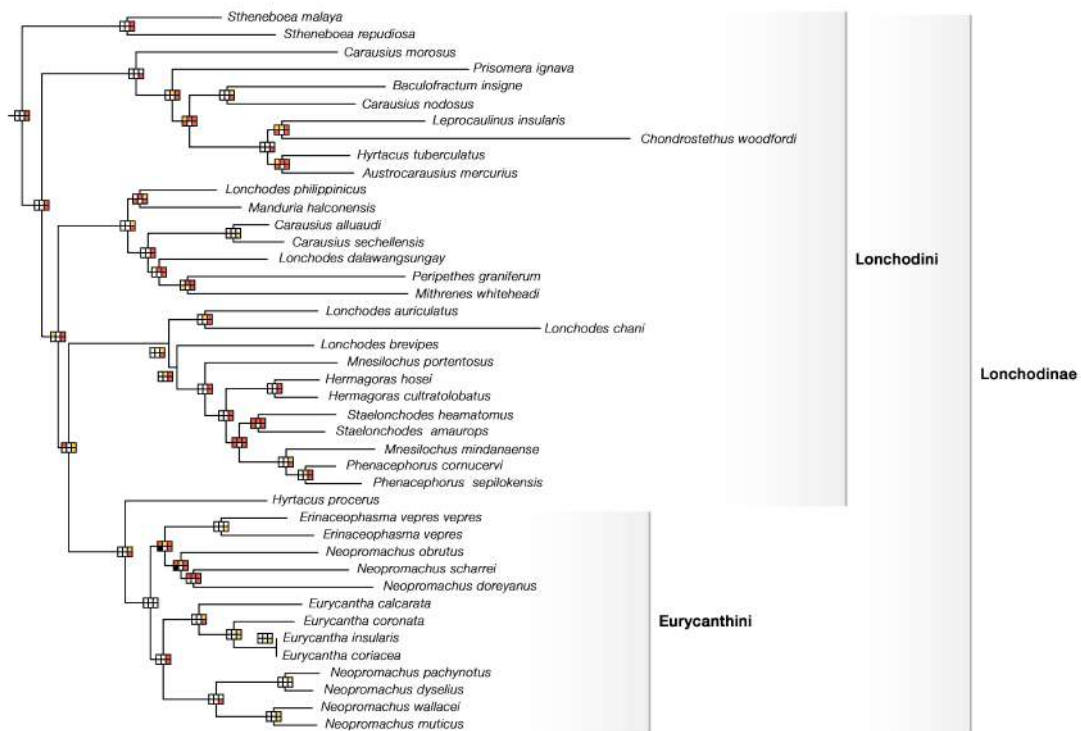 Stheneboea malaya
Stheneboea repudiosa
Carausius morosus
Prisomera ignava
Baculofractum insigne
Carausius nodosus
Leprocaulinus insularis
Chondrostethus woodfordi
Hyrtacus tuberculatus
Austrocarausius mercurius
Lonchodes philippinicus
Manduria halconensis
Carausius alluaudi
Carausius sechellensis
Lonchodes dalawangsungay
Lonchodini
Peripethes graniferum
Mithrenes whiteheadi
Lonchodes auriculatus
Lonchodes chani
Lonchodes brevipes
Mnesilochus portentosus
Lonchodinae
Hermagoras hosei
Hermagoras cultratolobatus
Staelonchodes heamatomus
Staelonchodes amaurops
Mnesilochus mindanaense
Phenacephorus cornucervi
Phenacephorus sepilokensis
Hyrtacus procerus
Erinaceophasma vepres vepres
Erinaceophasma vepres
Neopromachus obrutus
Neopromachus scharrei
Neopromachus doreyanus
Eurycantha calcarata
Eurycantha coronata
Eurycanthini
Eurycantha insularis
Eurycantha coriacea
Neopromachus pachynotus
Neopromachus dyselius
Neopromachus wallacei
Neopromachus muticus